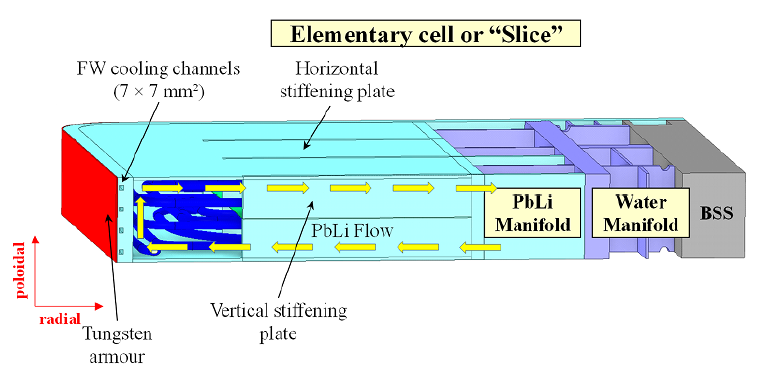 Elementary cell or “Slice”
FW cooling channels
(7 × 7 mm²)
Horizontal
stiffening plate
PbLi
Manifold
Water
Manifold
BSS
PbLi Flow
poloidal
radial
Tungsten
armour
Vertical stiffening
plate